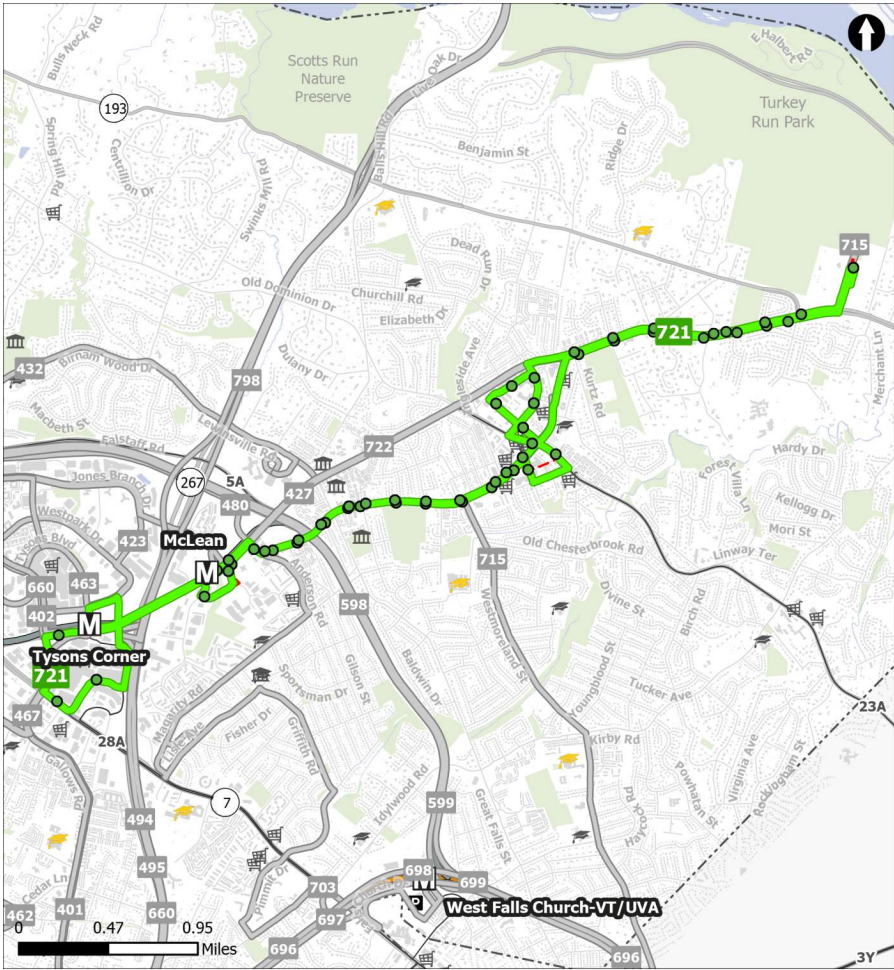 Bulls Neck Rd
Live Oak Dr
E Halbert Rd
Scotts Run
Nature
Preserve
193
Turkey
Run Park
Spring Hill Rd
Centrillion Dr
Swinks Mill Rd
Balls Hill Rd
Benjamin St
Ridge Dr
715
Dead Run Dr
Old Dominion Dr
Churchill Rd
Elizabeth Dr
721
432
Birnam Wood Dr
Dulany Dr
Ingleside Ave
Kurtz Rd
Merchant Ln
798
Macbeth St
Lewinsville Rd
722
Falstaff Rd
Hardy Dr
Forest Villa Ln
Jones Branch Dr
267
5A
427
480
Kellogg Dr
Westpark Dr
Mori St
423
McLean
Old Chesterbrook Rd
Linway Ter
Tysons Blvd
M
715
660
463
Anderson Rd
598
Divine St
402
M
Westmoreland St
Birch Rd
Tysons Corner
721
Gilson St
Baldwin Dr
Youngblood St
Sportsman Dr
Magarity Rd
Tucker Ave
467
Lisle Ave
Fisher Dr
Griffith Rd
23A
28A
Kirby Rd
Gallows Rd
7
Idylwood Rd
599
Great Falls St
Haycock Rd
Powhatan St
Virginia Ave
Rockingham St
494
495
698
M
699
Cedar Ln
Pimmit Dr
703
P
West Falls Church-VT/UVA
462
401
660
697
696
696
0 0.47 0.95
Miles
3Y